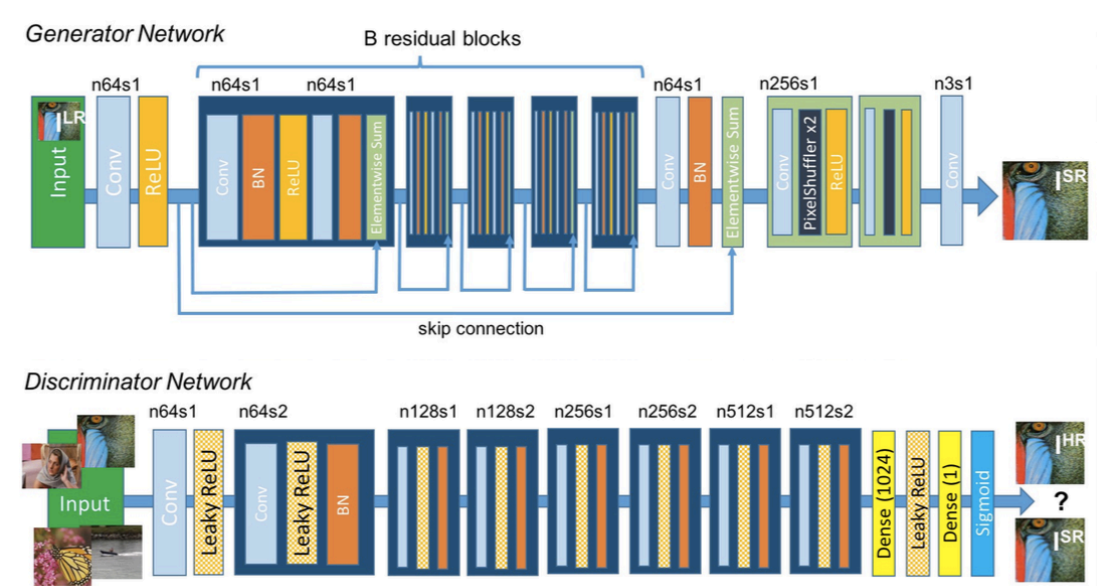 Generator Network
B residual blocks
n64s1
n64s1
n64s1
n64s1
n256s1
n3s1
I^LR
Input
Conv
ReLU
Conv
BN
ReLU
Elementwise Sum
Conv
BN
Elementwise Sum
Conv
PixelShuffler x2
ReLU
Conv
I^SR
skip connection
Discriminator Network
n64s1
n64s2
n128s1
n128s2
n256s1
n256s2
n512s1
n512s2
Input
Conv
Leaky ReLU
Conv
Leaky ReLU
BN
Dense (1024)
Leaky ReLU
Dense (1)
Sigmoid
I^HR
?
I^SR